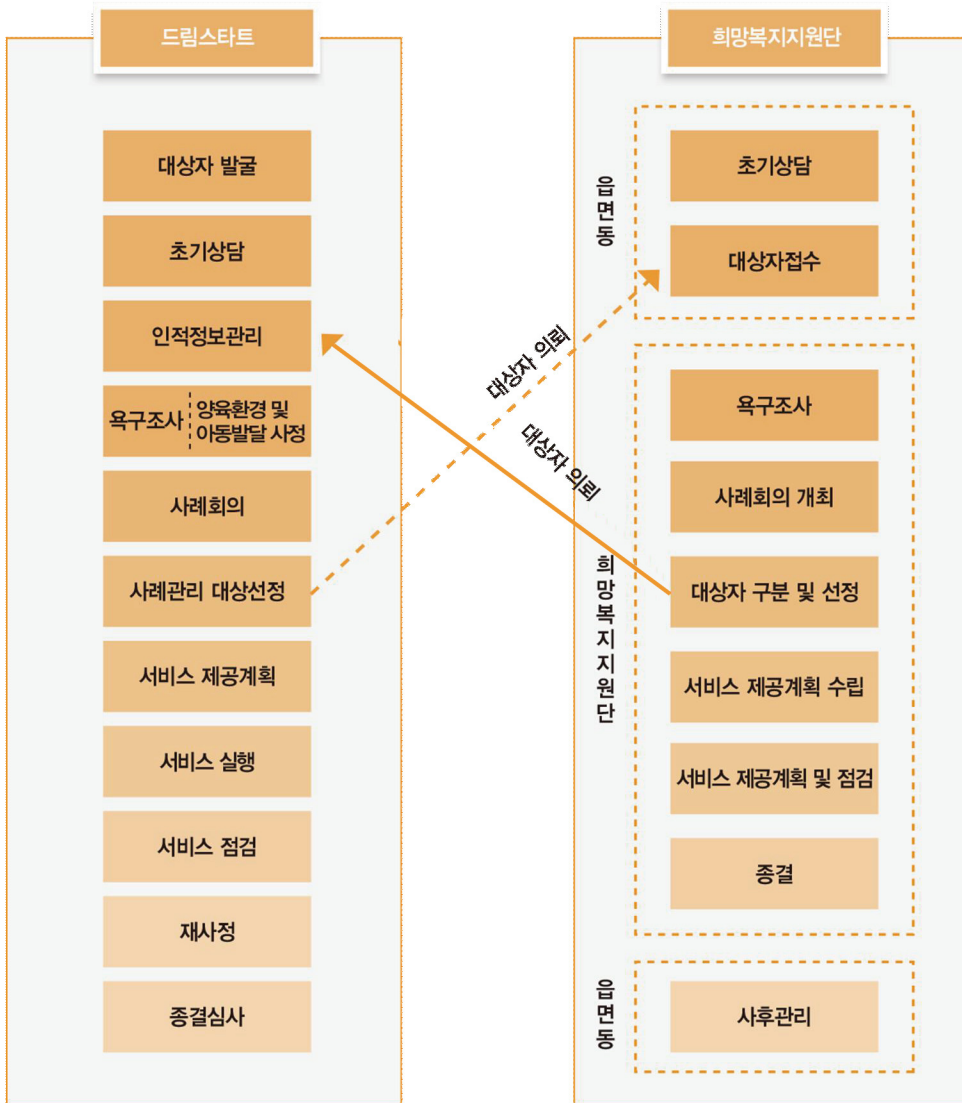 드림스타트
대상자 발굴
초기상담
인적정보관리
욕구조사
양육환경 및
아동발달 사정
사례회의
사례관리 대상선정
서비스 제공계획
서비스 실행
서비스 점검
재사정
종결심사
대상자 의뢰
대상자 의뢰
희망복지지원단
읍면동
초기상담
대상자접수
희망복지지원단
욕구조사
사례회의 개최
대상자 구분 및 선정
서비스 제공계획 수립
서비스 제공계획 및 점검
종결
읍면동
사후관리